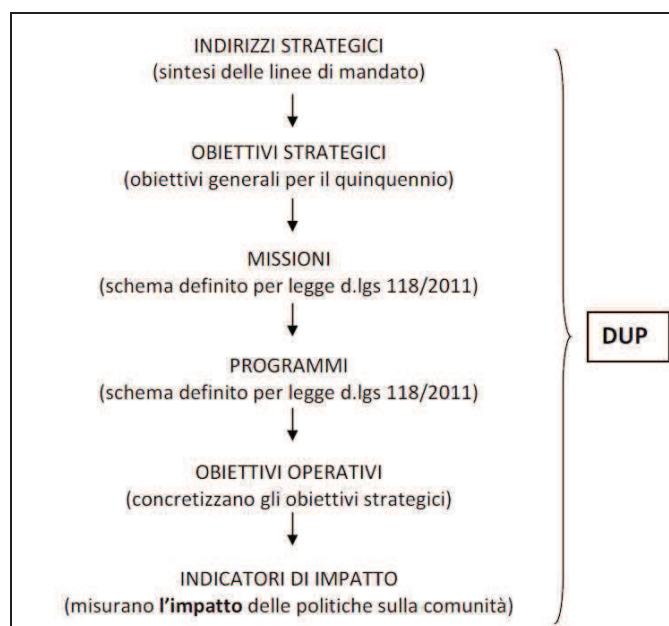 INDIRIZZI STRATEGICI
(sintesi delle linee di mandato)
OBIETTIVI STRATEGICI
(obiettivi generali per il quinquennio)
MISSIONI
(schema definito per legge d.lgs 118/2011)
PROGRAMMI
(schema definito per legge d.lgs 118/2011)
OBIETTIVI OPERATIVI
(concretizzano gli obiettivi strategici)
INDICATORI DI IMPATTO
(misurano l'impatto delle politiche sulla comunità)
DUP